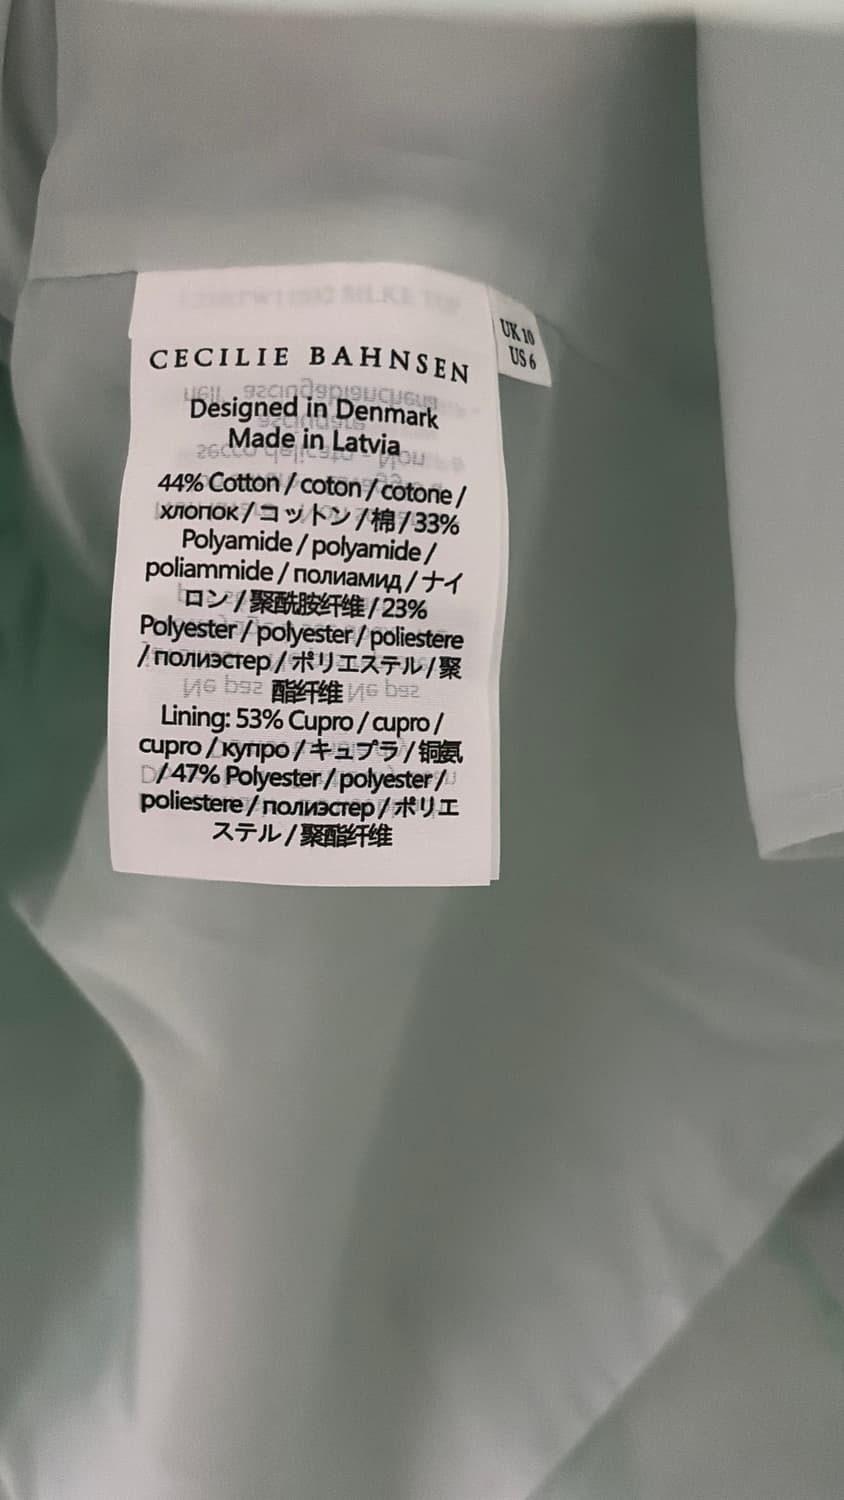 CECILIE BAHNSEN
Designed in Denmark
Made in Latvia
44% Cotton / coton / cotone /
хлопок / コットン / 棉 / 33%
Polyamide / polyamide /
poliammide / полиамид / ナイ
ロン / 聚酰胺纤维 / 23%
Polyester / polyester / poliestere
/ полиэстер / ポリエステル / 聚
酯纤维
Lining: 53% Cupro / cupro /
cupro / купро / キュプラ / 铜氨
/ 47% Polyester / polyester /
poliestere / полиэстер / ポリエ
ステル / 聚酯纤维
UK 10
US 6